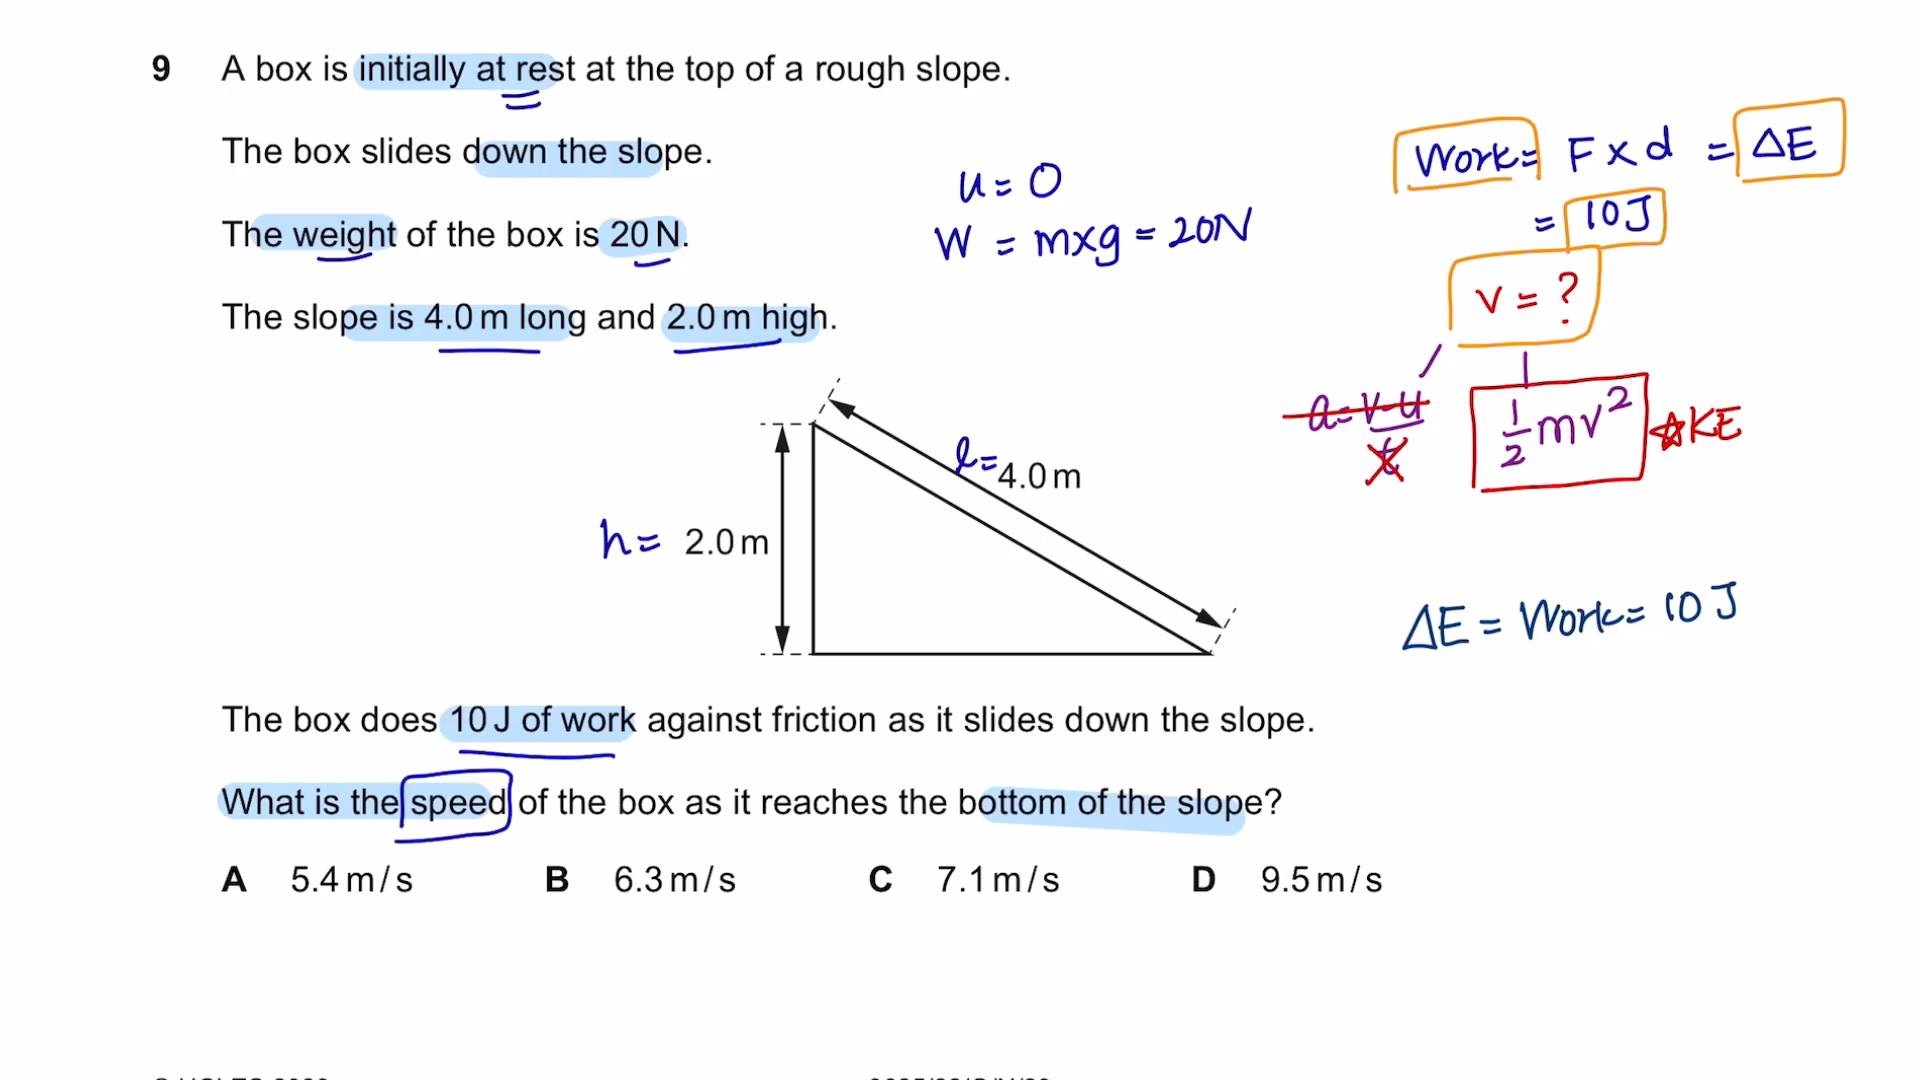 9 A box is initially at rest at the top of a rough slope.
The box slides down the slope.
The weight of the box is 20 N.
The slope is 4.0 m long and 2.0 m high.
u = 0
W = m×g = 20N
Work = F × d = ΔE
= 10J
v = ?
a = v-u
t
1/2 mv² ☆KE
l = 4.0 m
h = 2.0 m
ΔE = Work = 10 J
The box does 10 J of work against friction as it slides down the slope.
What is the speed of the box as it reaches the bottom of the slope?
A 5.4 m / s B 6.3 m / s C 7.1 m / s D 9.5 m / s